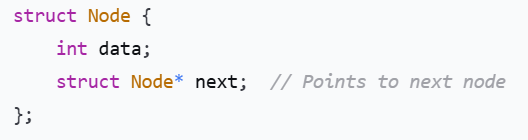 struct Node {
    int data;
    struct Node* next;  // Points to next node
};